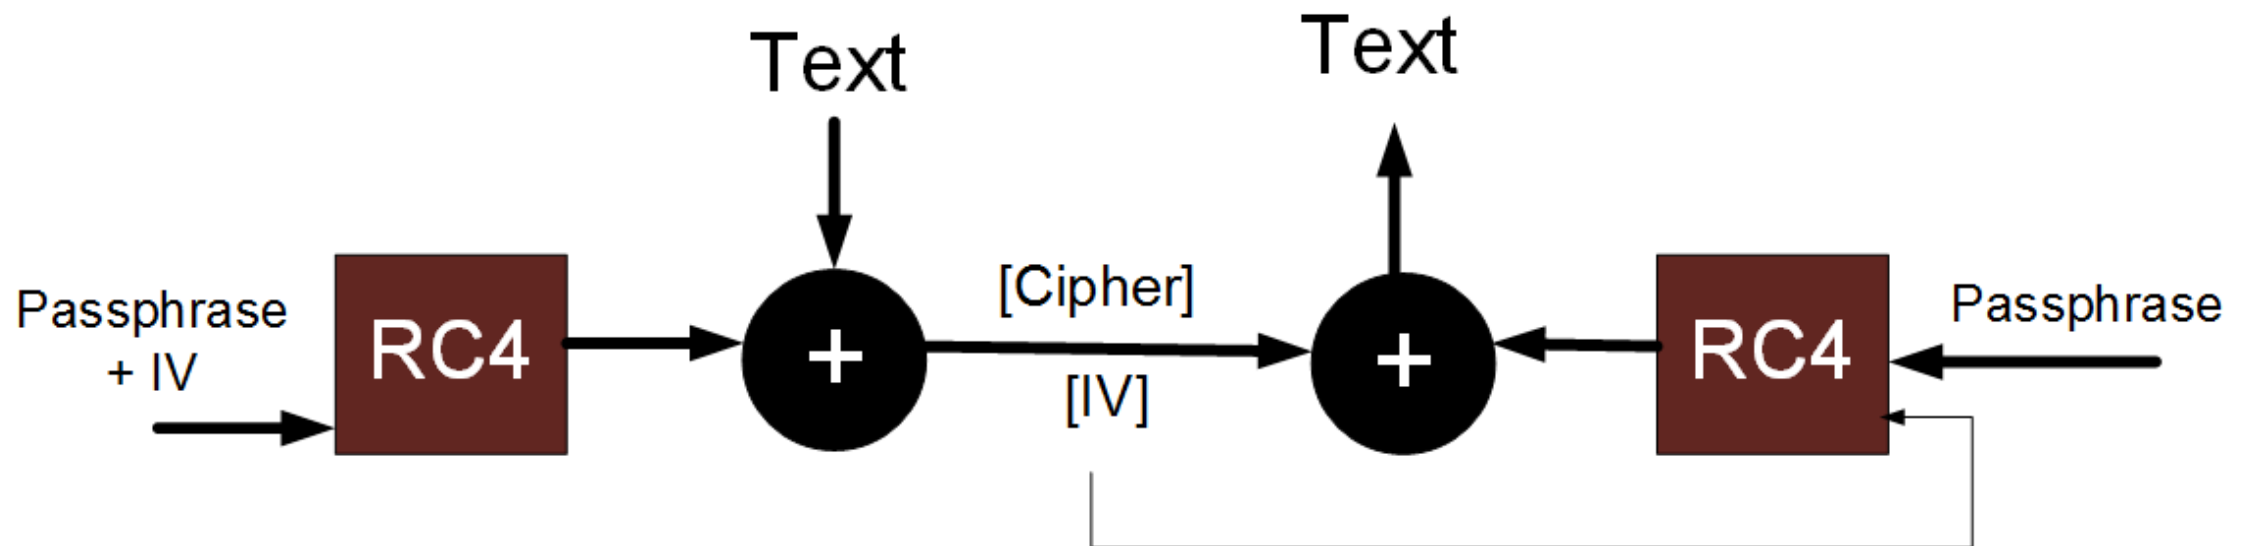 Text
Text
Passphrase
+ IV
RC4
+
[Cipher]
[IV]
+
RC4
Passphrase